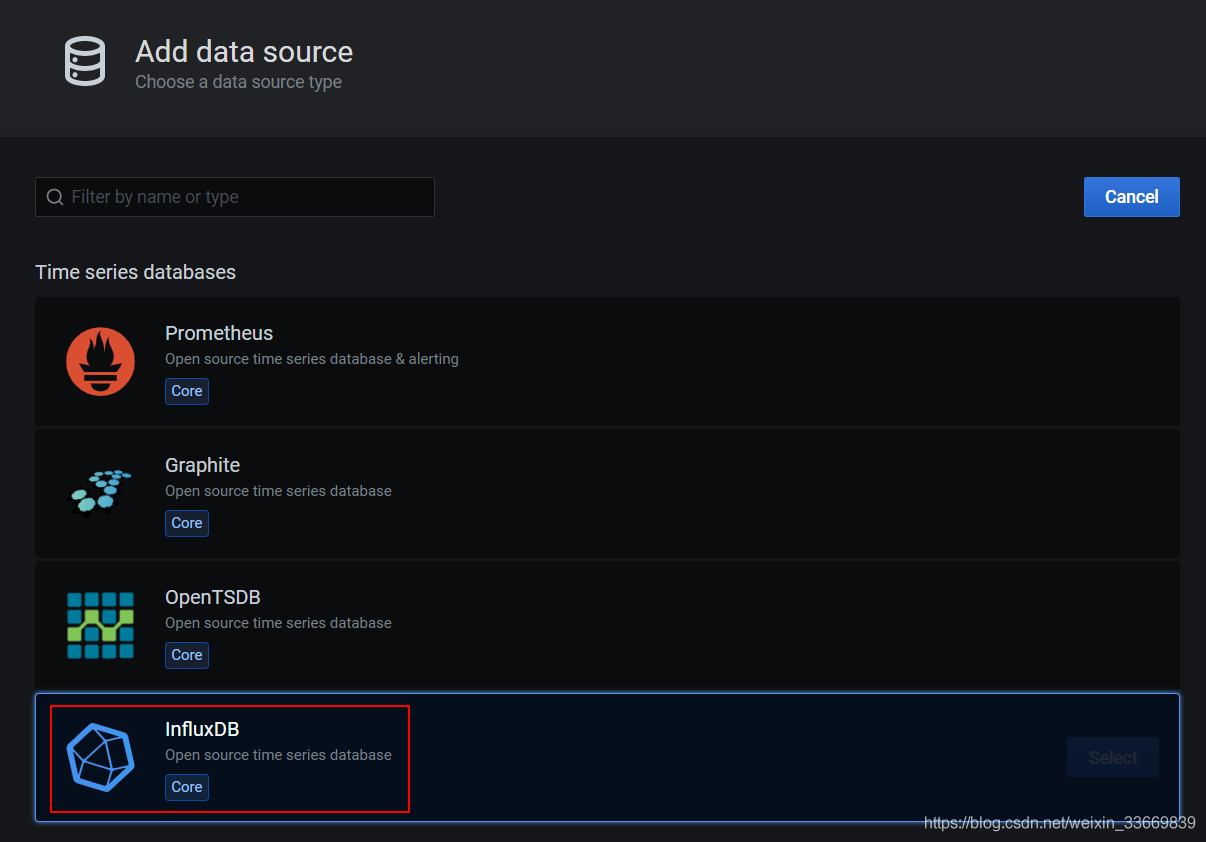 Add data source
Choose a data source type
Filter by name or type
Cancel
Time series databases
Prometheus
Open source time series database & alerting
Core
Graphite
Open source time series database
Core
OpenTSDB
Open source time series database
Core
InfluxDB
Open source time series database
Core
Select
https://blog.csdn.net/weixin_33669839